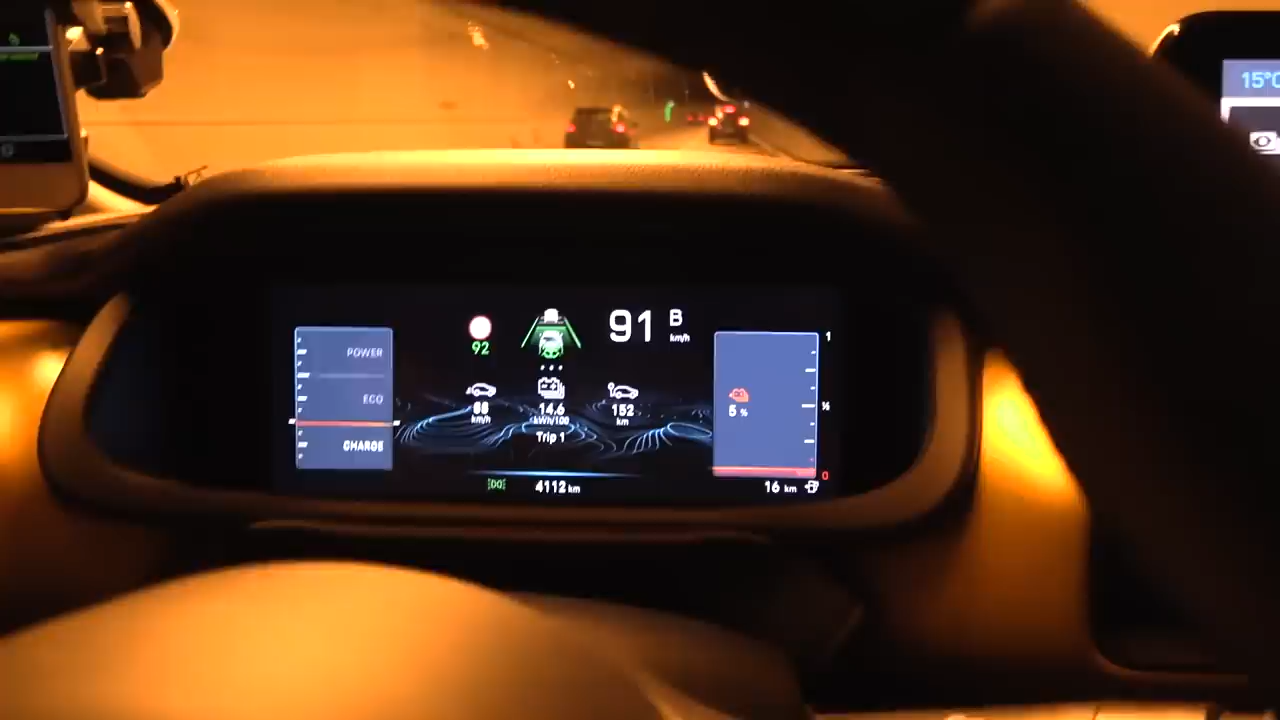 15°C
POWER
ECO
CHARGE
92
91 B
km/h
km/h
14.6
kWh/100
152
km
Trip 1
4112 km
5 %
1
½
0
16 km